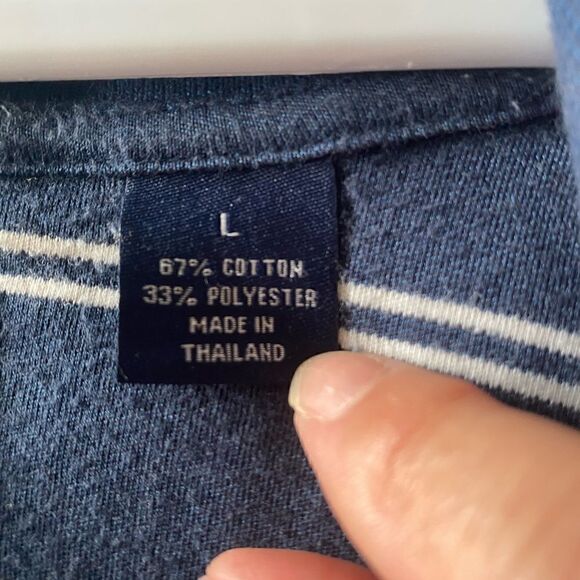 L
67% COTTON
33% POLYESTER
MADE IN
THAILAND